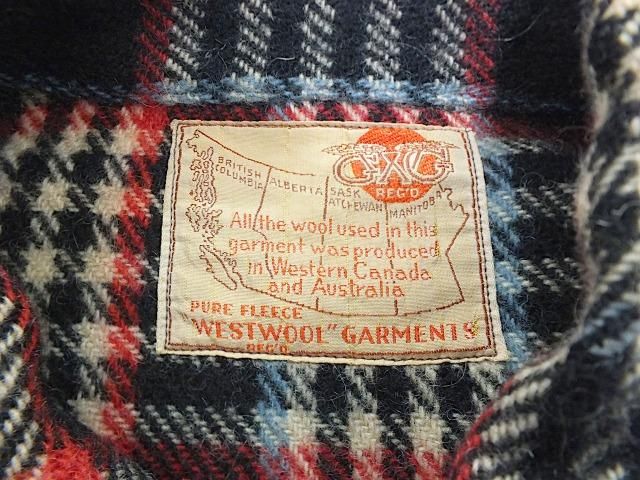 GWG
REG'D
BRITISH
COLUMBIA
ALBERTA
SASK
ATCHEWAN
MANITOBA
All the wool used in this
garment was produced
in Western Canada
and Australia
PURE FLEECE
"WESTWOOL" GARMENTS
REG'D